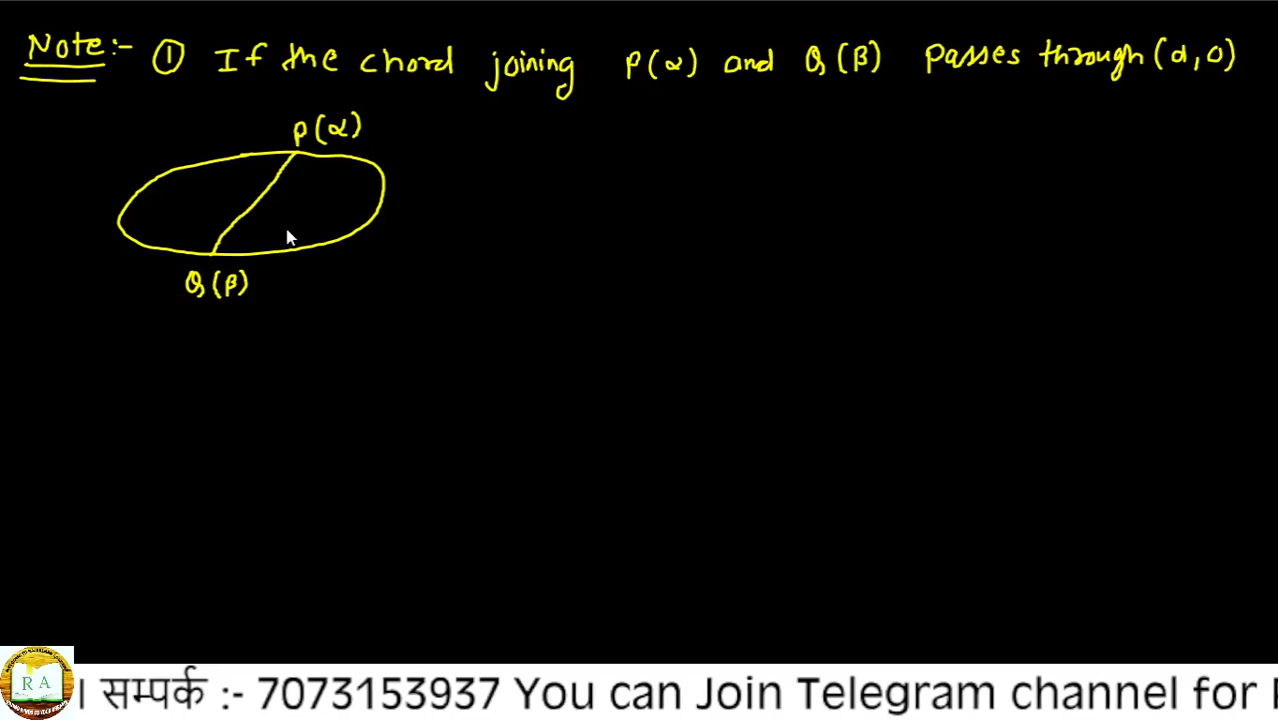 Note:- ① If the chord joining P(α) and Q(β) passes through (d,0)
P(α)
Q(β)
RA
। सम्पर्क :- 7073153937 You can Join Telegram channel for